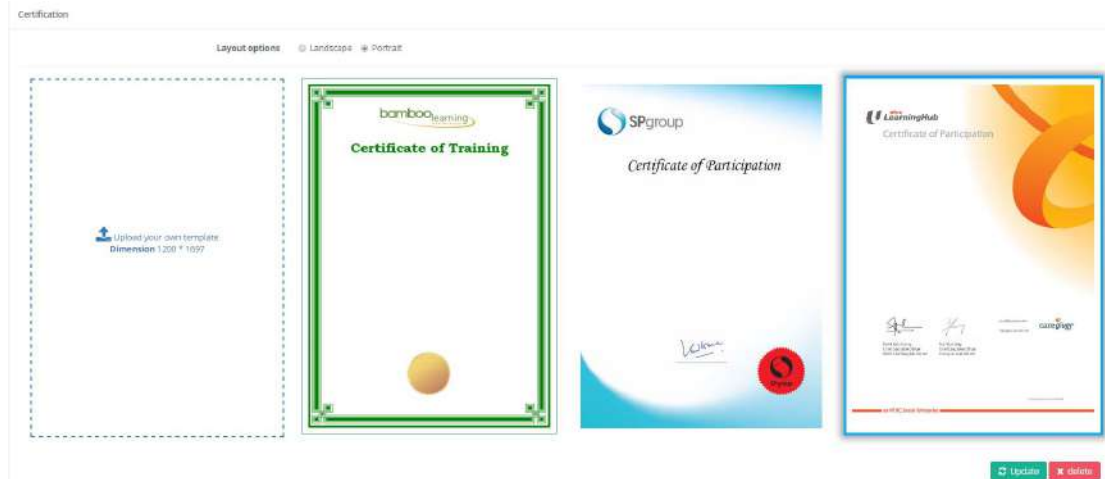 Certification
Layout options Landscape Portrait
Upload your own template
Dimension 1200 * 1697
bamboo learning
Certificate of Training
SPgroup
Certificate of Participation
SPgroup
LearningHub
Certificate of Participation
Update delete